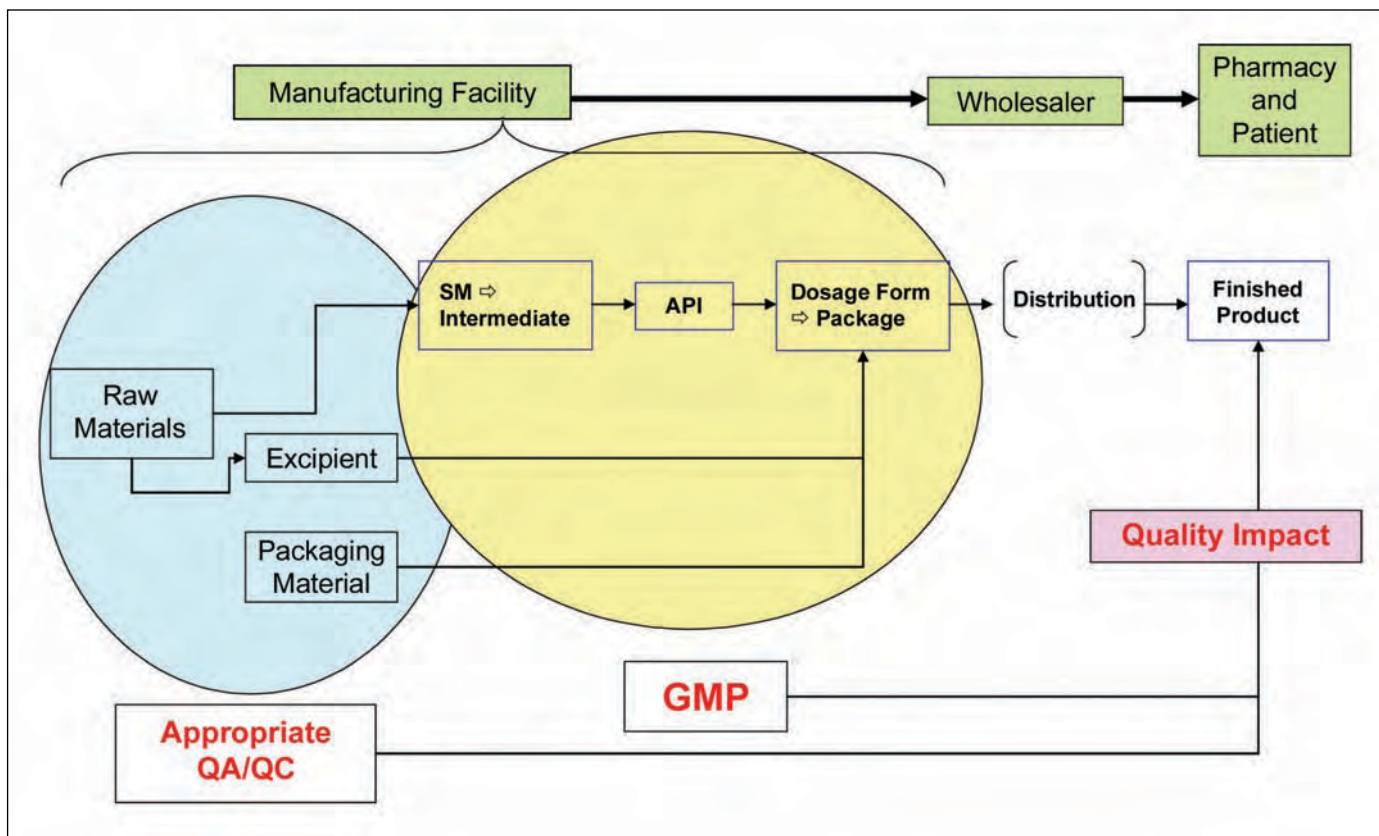 Manufacturing Facility
Wholesaler
Pharmacy
and
Patient
SM ⇨
Intermediate
API
Dosage Form
⇨ Package
Distribution
Finished
Product
Raw
Materials
Excipient
Packaging
Material
Quality Impact
GMP
Appropriate
QA/QC